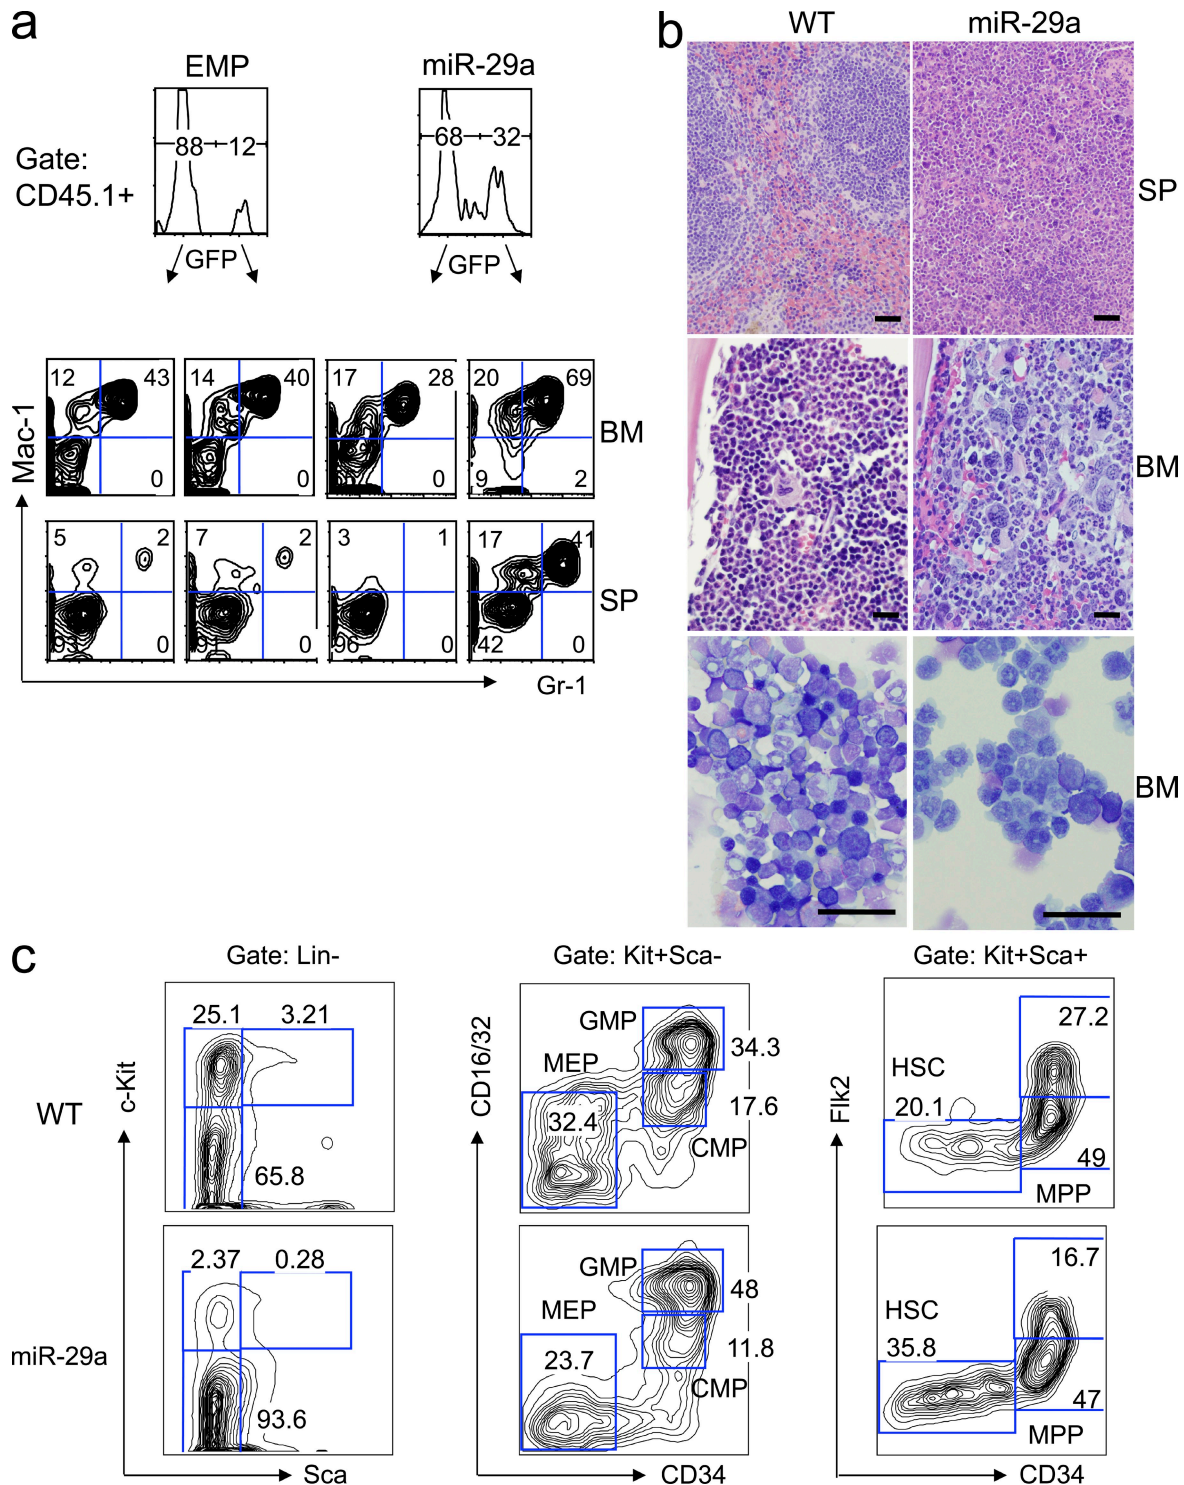 a
EMP
miR-29a
Gate:
CD45.1+
88
12
68
32
GFP
GFP
Mac-1
12
43
0
14
40
0
17
28
0
20
69
9
2
BM
5
2
93
0
7
2
91
0
3
1
96
0
17
41
42
0
SP
Gr-1
b
WT
miR-29a
SP
BM
BM
c
Gate: Lin-
Gate: Kit+Sca-
Gate: Kit+Sca+
WT
c-Kit
25.1
3.21
65.8
CD16/32
GMP
34.3
MEP
32.4
17.6
CMP
Flk2
27.2
HSC
20.1
49
MPP
miR-29a
2.37
0.28
93.6
Sca
GMP
48
MEP
23.7
11.8
CMP
CD34
16.7
HSC
35.8
47
MPP
CD34